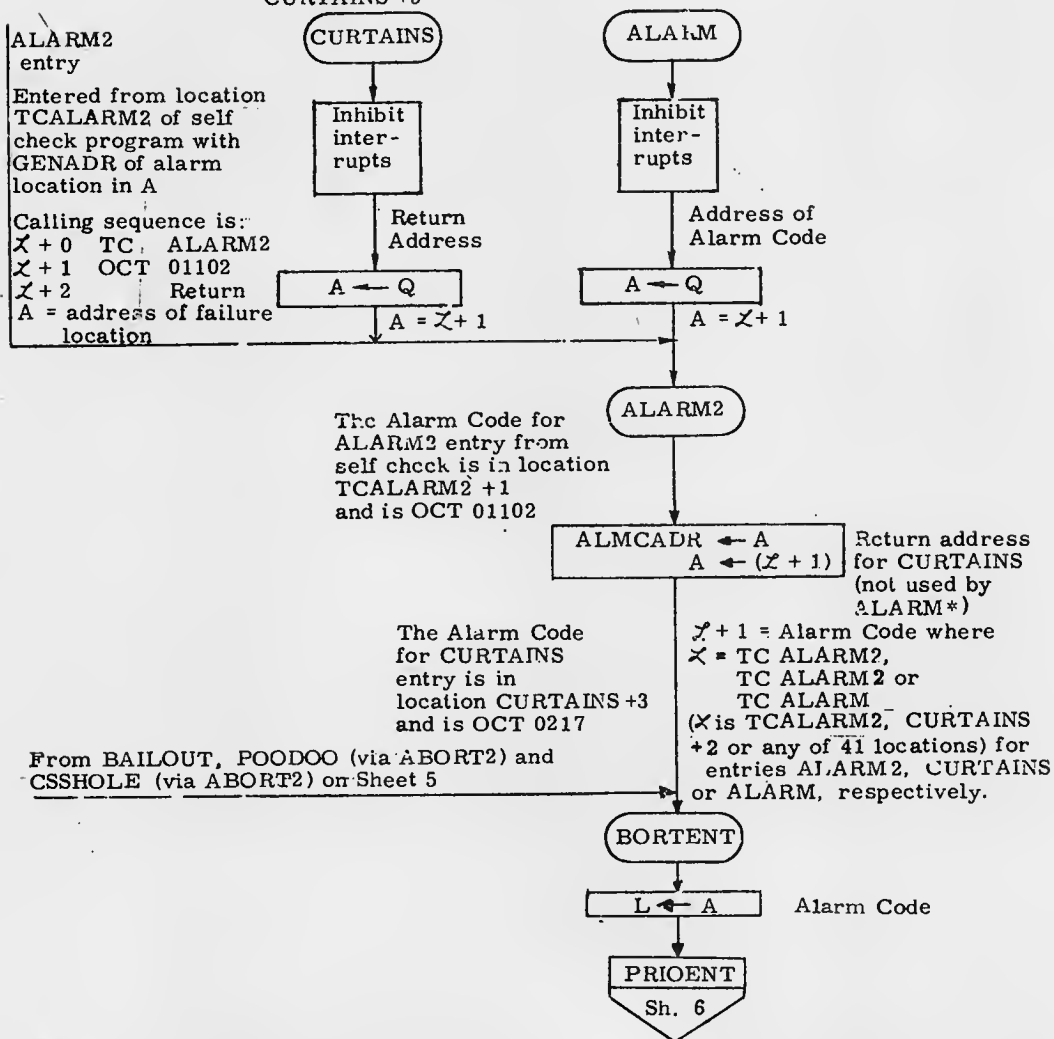 CURTAINS +3
ALARM2
entry
Entered from location
TCALARM2 of self
check program with
GENADR of alarm
location in A
Calling sequence is:
ℒ + 0 TC ALARM2
ℒ + 1 OCT 01102
ℒ + 2 Return
A = address of failure
location
CURTAINS
Inhibit
inter-
rupts
Return
Address
A ← Q
A = ℒ + 1
ALARM
Inhibit
inter-
rupts
Address of
Alarm Code
A ← Q
A = ℒ + 1
ALARM2
The Alarm Code for
ALARM2 entry from
self check is in location
TCALARM2 +1
and is OCT 01102
ALMCADR ← A
A ← (ℒ + 1)
Return address
for CURTAINS
(not used by
ALARM*)
The Alarm Code
for CURTAINS
entry is in
location CURTAINS +3
and is OCT 0217
ℒ + 1 = Alarm Code where
ℒ = TC ALARM2,
TC ALARM2 or
TC ALARM
(ℒ is TCALARM2, CURTAINS
+2 or any of 41 locations) for
entries ALARM2, CURTAINS
or ALARM, respectively.
From BAILOUT, POODOO (via ABORT2) and
CSSHOLE (via ABORT2) on Sheet 5
BORTENT
L ← A
Alarm Code
PRIOENT
Sh. 6